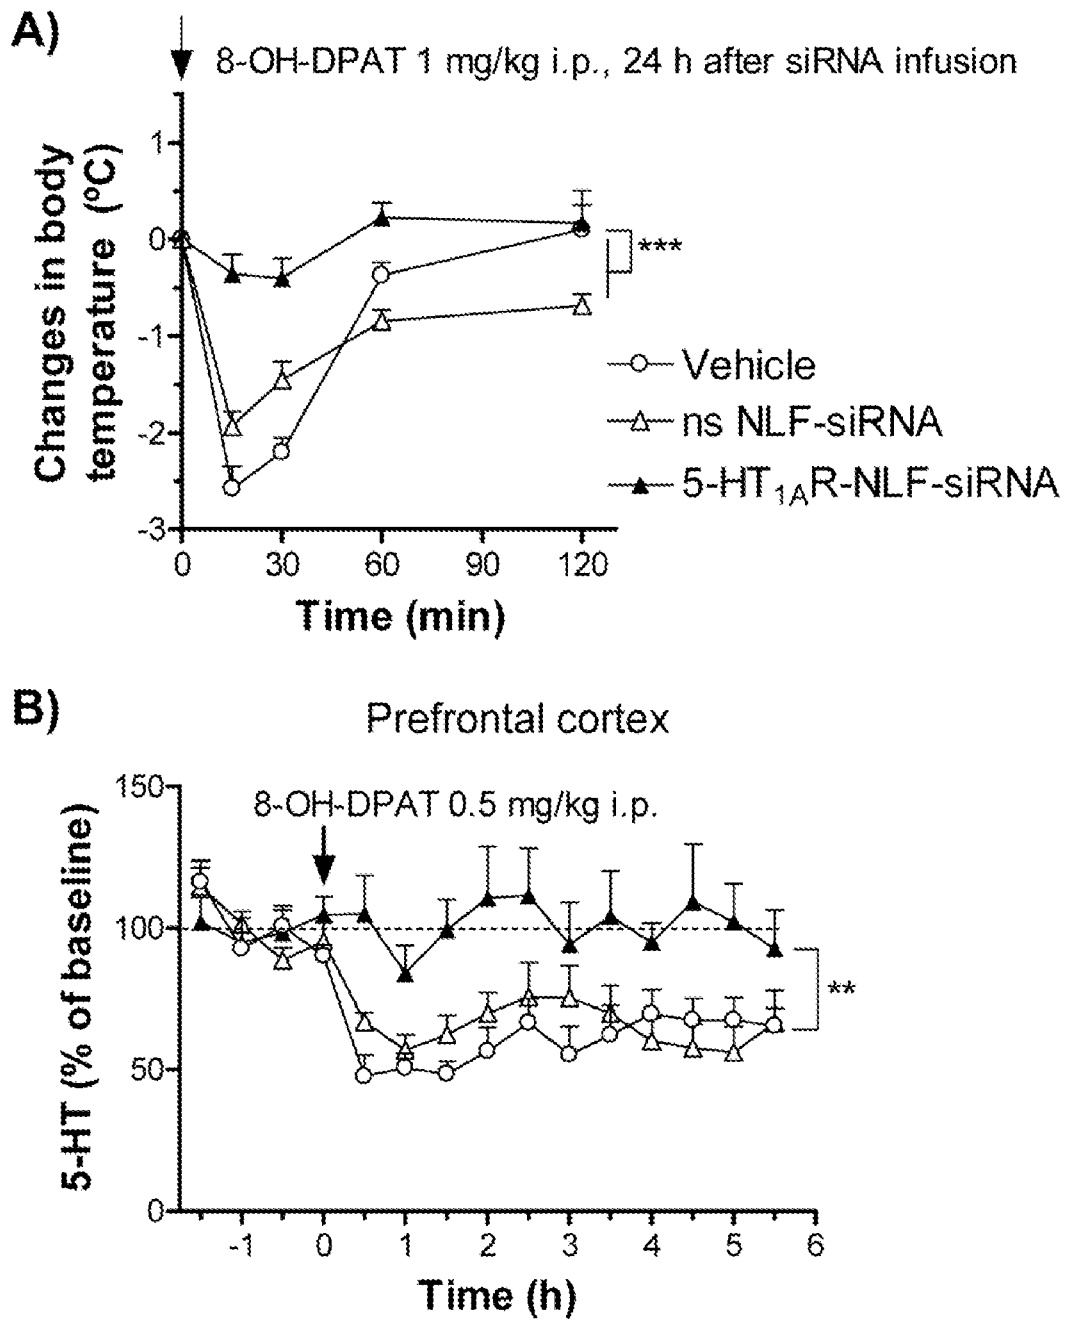 A)
8-OH-DPAT 1 mg/kg i.p., 24 h after siRNA infusion
Changes in body
temperature (ºC)
1
0
-1
-2
-3
***
Vehicle
ns NLF-siRNA
5-HT1AR-NLF-siRNA
0 30 60 90 120
Time (min)
B)
Prefrontal cortex
8-OH-DPAT 0.5 mg/kg i.p.
5-HT (% of baseline)
150
100
50
0
**
-1 0 1 2 3 4 5 6
Time (h)